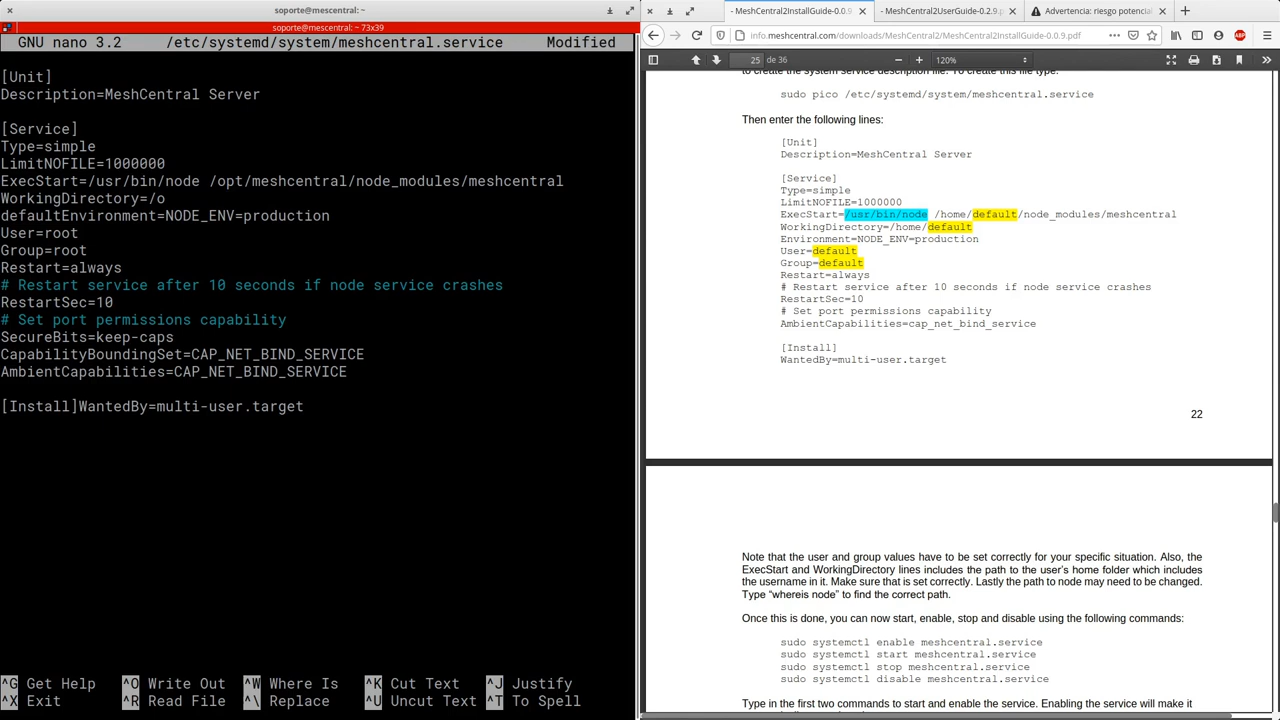 soporte@mescentral: ~
soporte@mescentral: ~ 73x39
GNU nano 3.2 /etc/systemd/system/meshcentral.service Modified
[Unit]
Description=MeshCentral Server
[Service]
Type=simple
LimitNOFILE=1000000
ExecStart=/usr/bin/node /opt/meshcentral/node_modules/meshcentral
WorkingDirectory=/o
defaultEnvironment=NODE_ENV=production
User=root
Group=root
Restart=always
# Restart service after 10 seconds if node service crashes
RestartSec=10
# Set port permissions capability
SecureBits=keep-caps
CapabilityBoundingSet=CAP_NET_BIND_SERVICE
AmbientCapabilities=CAP_NET_BIND_SERVICE
[Install]WantedBy=multi-user.target
^G Get Help ^O Write Out ^W Where Is ^K Cut Text ^J Justify
^X Exit ^R Read File ^\ Replace ^U Uncut Text ^T To Spell
- MeshCentral2InstallGuide-0.0.9
- MeshCentral2UserGuide-0.2.9.p
Advertencia: riesgo potencial
info.meshcentral.com/downloads/MeshCentral2/MeshCentral2InstallGuide-0.0.9.pdf
ABP
25 de 36
120%
to create the system service description file. To create this file type:
sudo pico /etc/systemd/system/meshcentral.service
Then enter the following lines:
[Unit]
Description=MeshCentral Server
[Service]
Type=simple
LimitNOFILE=1000000
ExecStart=/usr/bin/node /home/default/node_modules/meshcentral
WorkingDirectory=/home/default
Environment=NODE_ENV=production
User=default
Group=default
Restart=always
# Restart service after 10 seconds if node service crashes
RestartSec=10
# Set port permissions capability
AmbientCapabilities=cap_net_bind_service
[Install]
WantedBy=multi-user.target
22
Note that the user and group values have to be set correctly for your specific situation. Also, the
ExecStart and WorkingDirectory lines includes the path to the user's home folder which includes
the username in it. Make sure that is set correctly. Lastly the path to node may need to be changed.
Type “whereis node” to find the correct path.
Once this is done, you can now start, enable, stop and disable using the following commands:
sudo systemctl enable meshcentral.service
sudo systemctl start meshcentral.service
sudo systemctl stop meshcentral.service
sudo systemctl disable meshcentral.service
Type in the first two commands to start and enable the service. Enabling the service will make it